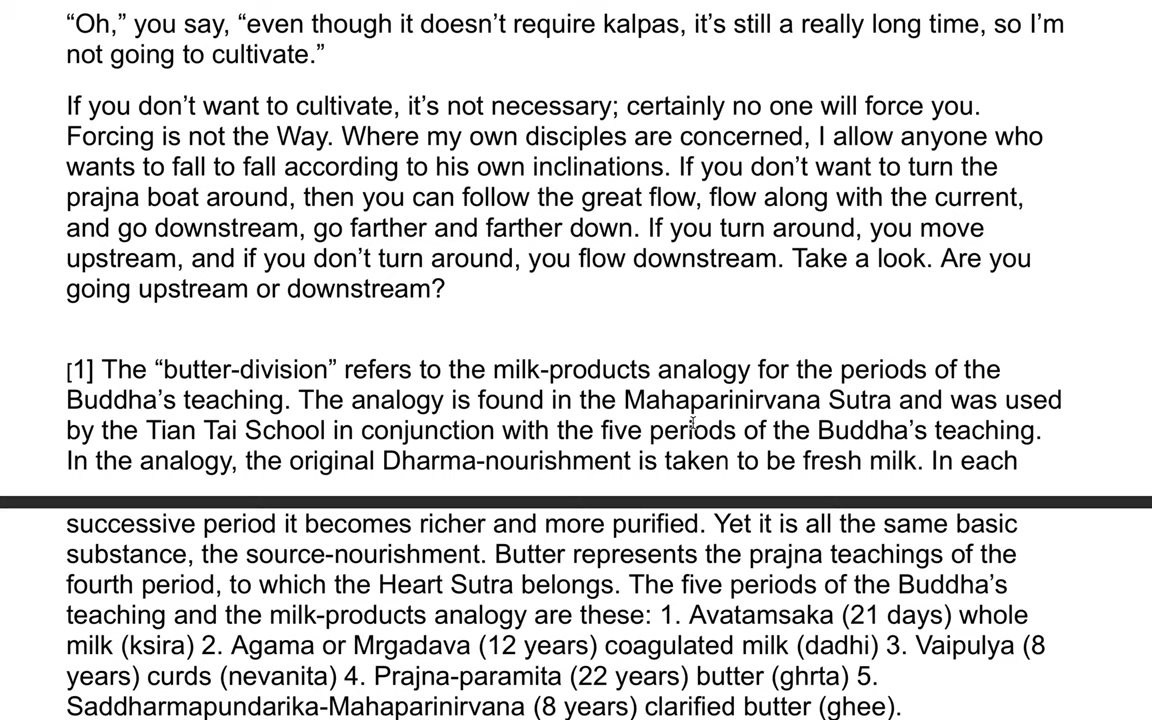 “Oh,” you say, “even though it doesn’t require kalpas, it’s still a really long time, so I’m
not going to cultivate.”
If you don’t want to cultivate, it’s not necessary; certainly no one will force you.
Forcing is not the Way. Where my own disciples are concerned, I allow anyone who
wants to fall to fall according to his own inclinations. If you don’t want to turn the
prajna boat around, then you can follow the great flow, flow along with the current,
and go downstream, go farther and farther down. If you turn around, you move
upstream, and if you don’t turn around, you flow downstream. Take a look. Are you
going upstream or downstream?
[1] The “butter-division” refers to the milk-products analogy for the periods of the
Buddha’s teaching. The analogy is found in the Mahaparinirvana Sutra and was used
by the Tian Tai School in conjunction with the five periods of the Buddha’s teaching.
In the analogy, the original Dharma-nourishment is taken to be fresh milk. In each
successive period it becomes richer and more purified. Yet it is all the same basic
substance, the source-nourishment. Butter represents the prajna teachings of the
fourth period, to which the Heart Sutra belongs. The five periods of the Buddha’s
teaching and the milk-products analogy are these: 1. Avatamsaka (21 days) whole
milk (ksira) 2. Agama or Mrgadava (12 years) coagulated milk (dadhi) 3. Vaipulya (8
years) curds (nevanita) 4. Prajna-paramita (22 years) butter (ghrta) 5.
Saddharmapundarika-Mahaparinirvana (8 years) clarified butter (ghee).